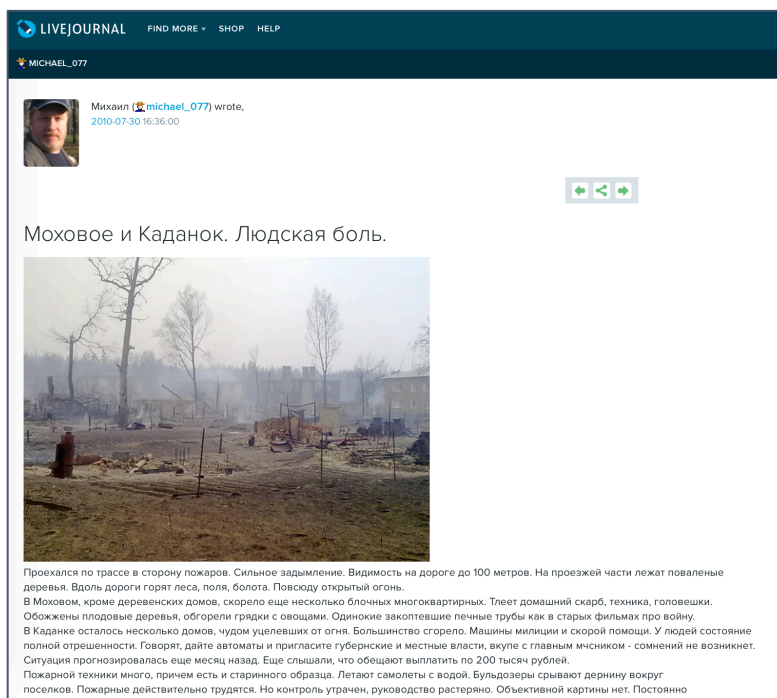 LIVEJOURNAL FIND MORE SHOP HELP
MICHAEL_077
Михаил (michael_077) wrote,
2010-07-30 16:36:00
Моховое и Каданок. Людская боль.
Проехался по трассе в сторону пожаров. Сильное задымление. Видимость на дороге до 100 метров. На проезжей части лежат поваленые
деревья. Вдоль дороги горят леса, поля, болота. Повсюду открытый огонь.
В Моховом, кроме деревенских домов, скорело еще несколько блочных многоквартирных. Тлеет домашний скарб, техника, головешки.
Обожжены плодовые деревья, обгорели грядки с овощами. Одинокие закоптевшие печные трубы как в старых фильмах про войну.
В Каданке осталось несколько домов, чудом уцелевших от огня. Большинство сгорело. Машины милиции и скорой помощи. У людей состояние
полной отрешенности. Говорят, дайте автоматы и пригласите губернские и местные власти, вкупе с главным мчсником - сомнений не возникнет.
Ситуация прогнозировалась еще месяц назад. Еще слышали, что обещают выплатить по 200 тысяч рублей.
Пожарной техники много, причем есть и старинного образца. Летают самолеты с водой. Бульдозеры срывают дернину вокруг
поселков. Пожарные действительно трудятся. Но контроль утрачен, руководство растеряно. Объективной картины нет. Постоянно